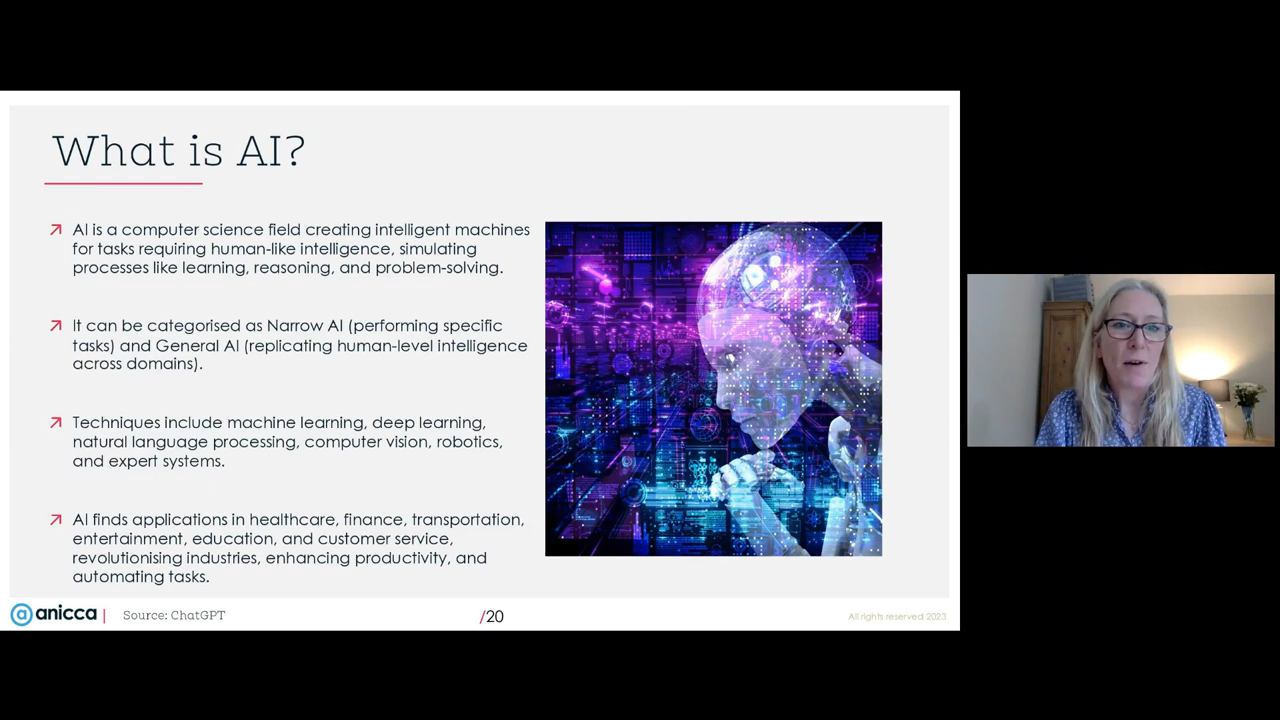 What is AI?
AI is a computer science field creating intelligent machines
for tasks requiring human-like intelligence, simulating
processes like learning, reasoning, and problem-solving.
It can be categorised as Narrow AI (performing specific
tasks) and General AI (replicating human-level intelligence
across domains).
Techniques include machine learning, deep learning,
natural language processing, computer vision, robotics,
and expert systems.
AI finds applications in healthcare, finance, transportation,
entertainment, education, and customer service,
revolutionising industries, enhancing productivity, and
automating tasks.
@anicca | Source: ChatGPT
/20
All rights reserved 2023